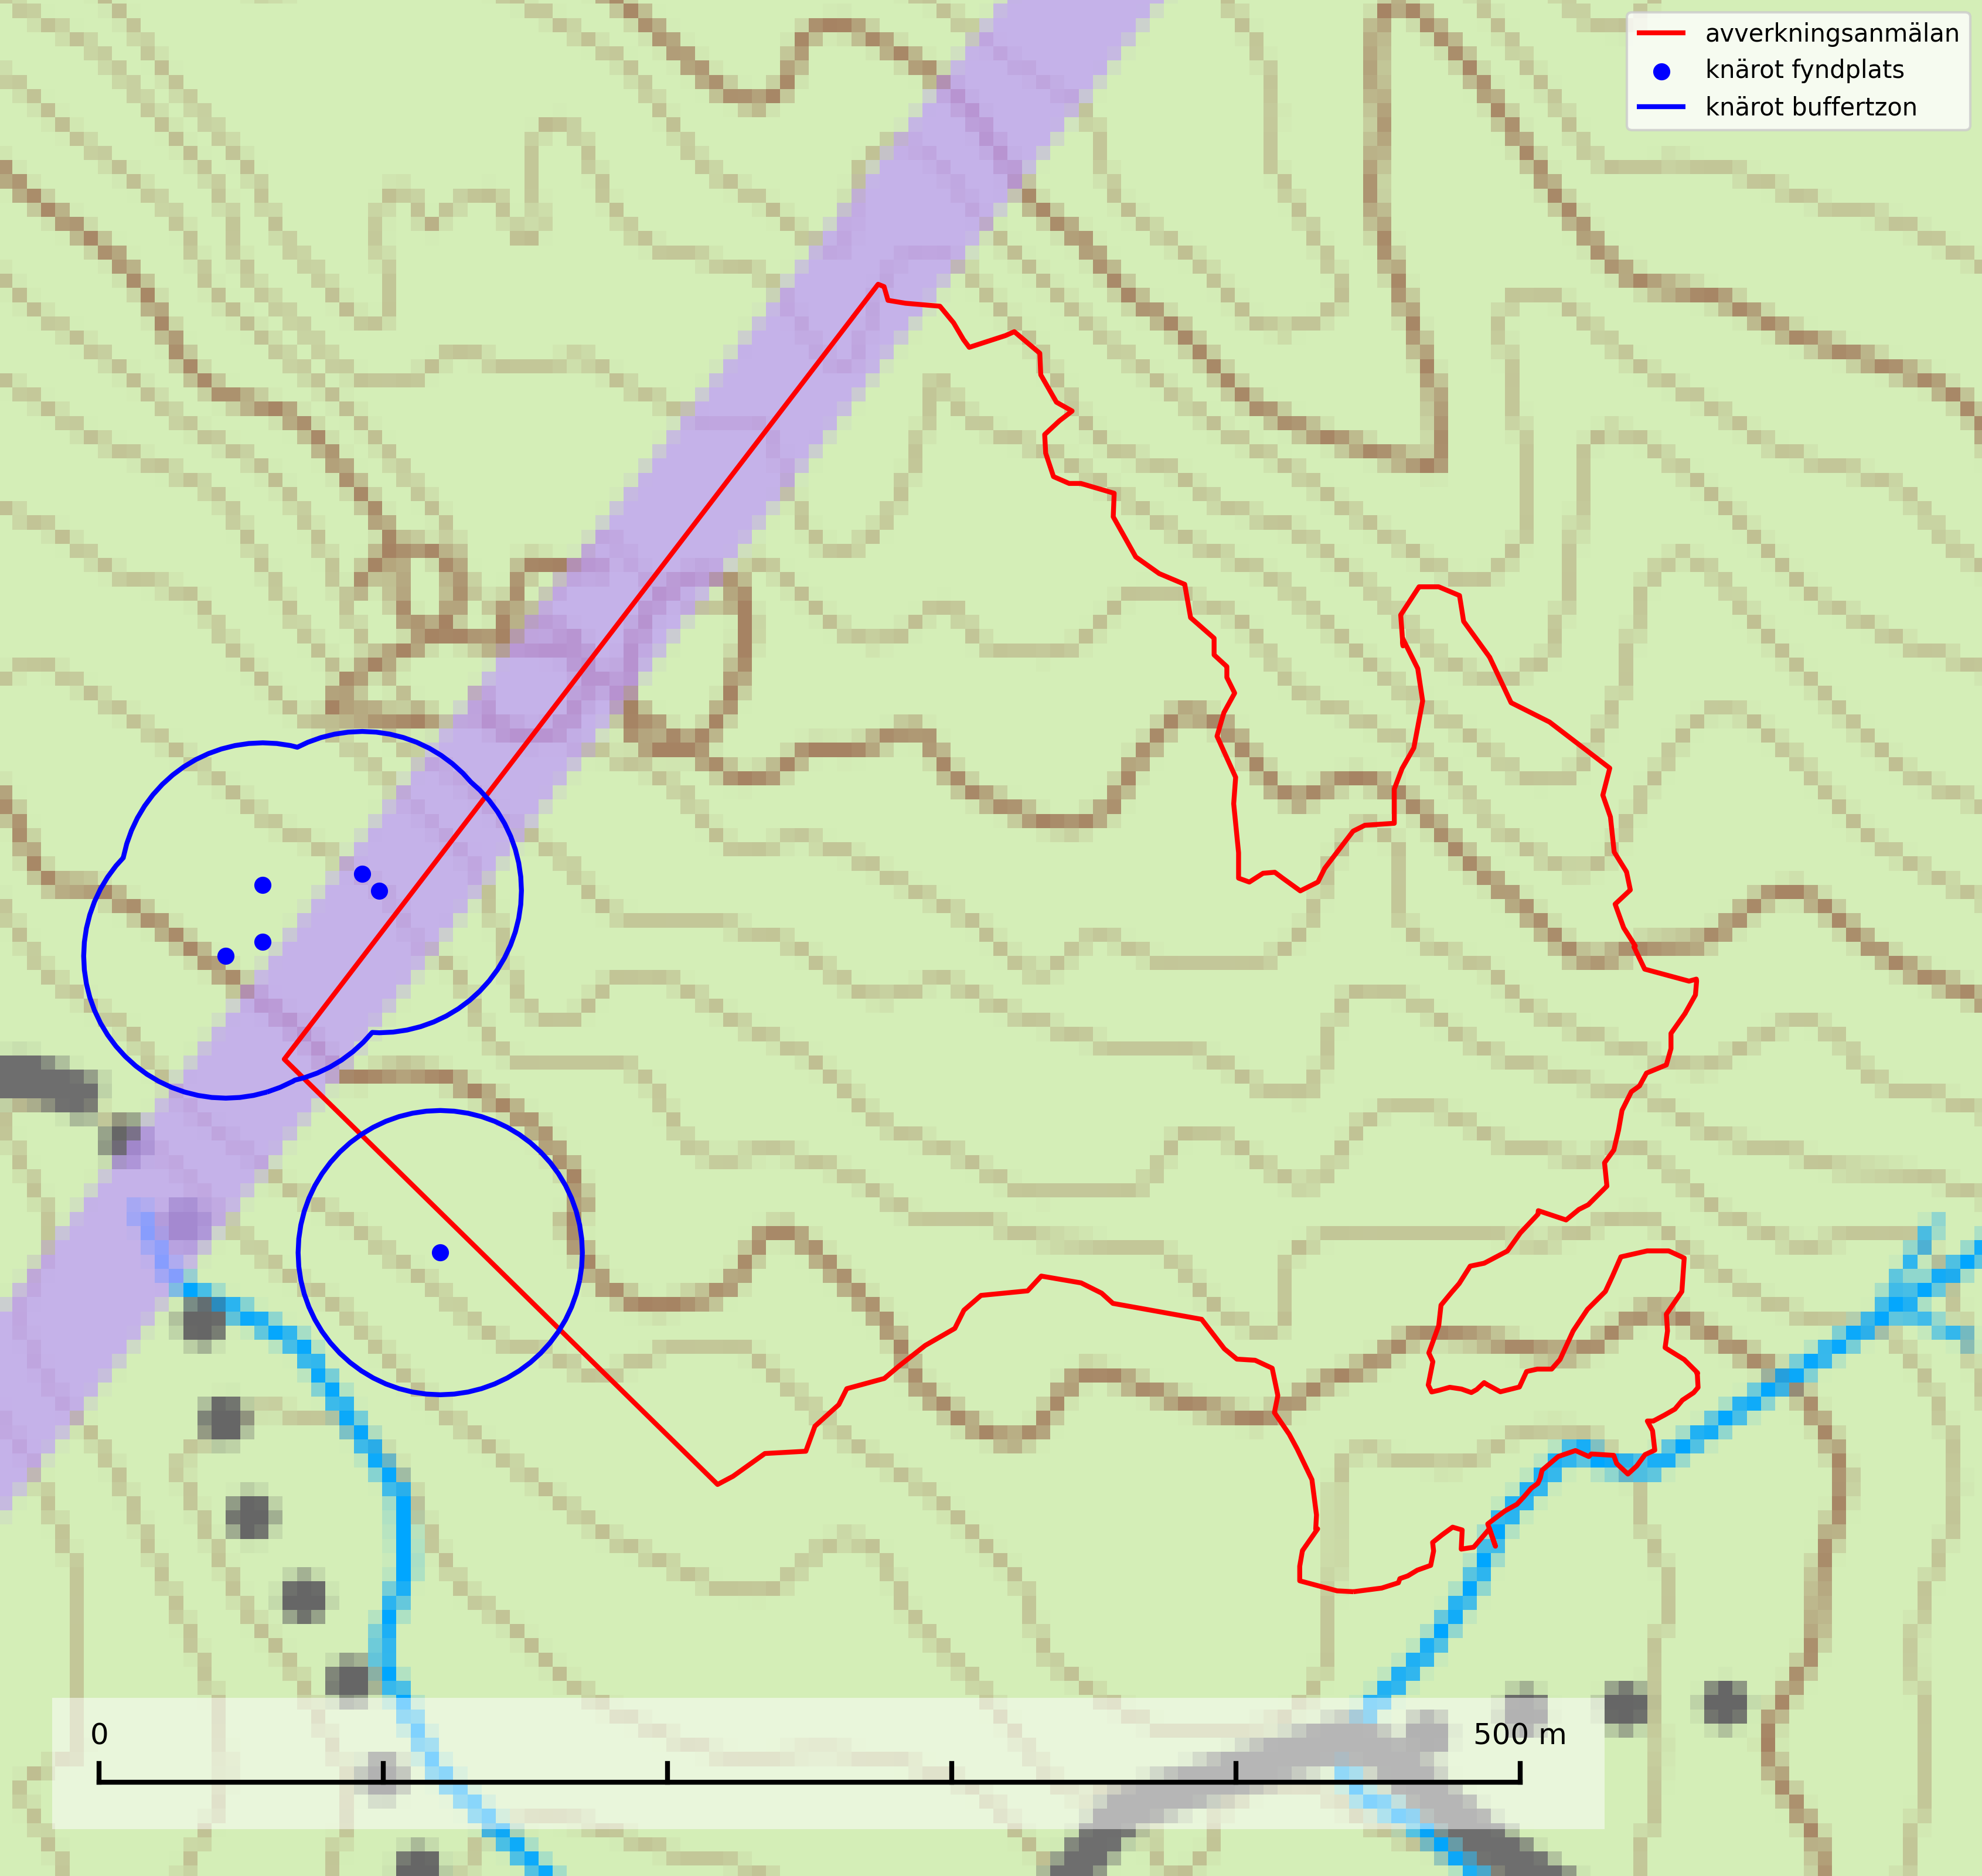 avverkningsanmälan
knärot fyndplats
knärot buffertzon
0 500 m